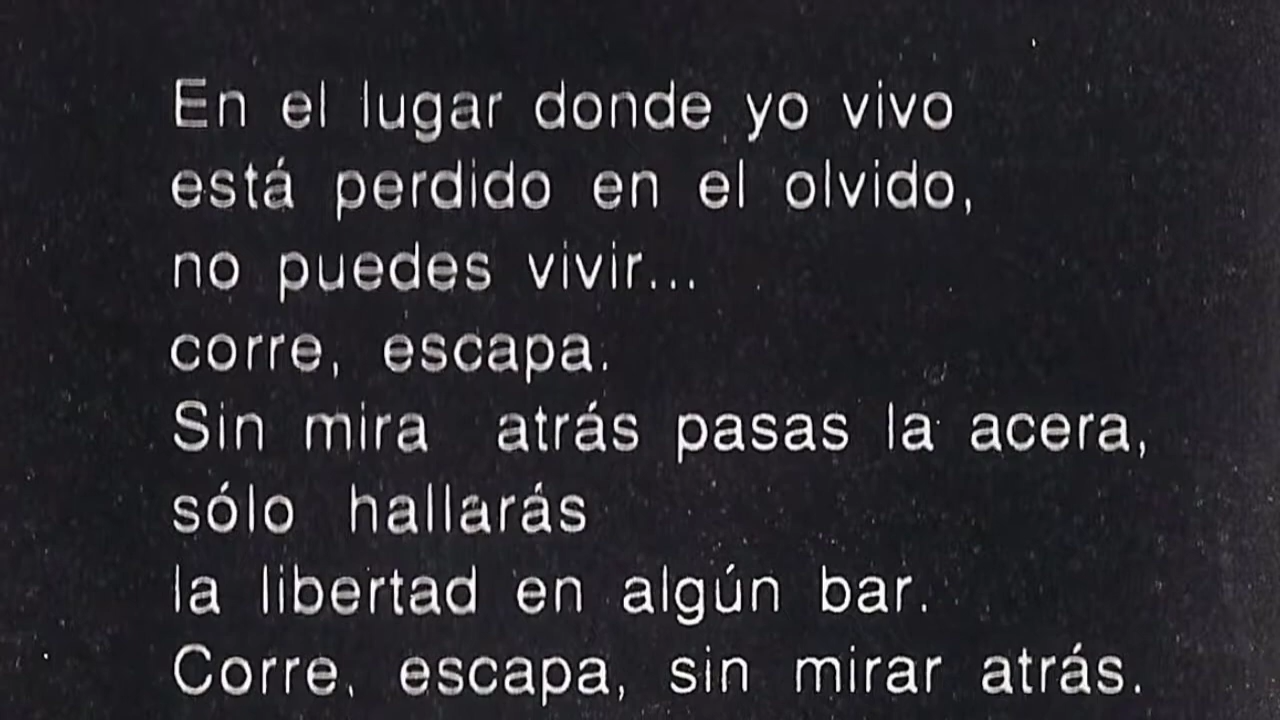 En el lugar donde yo vivo
está perdido en el olvido,
no puedes vivir...
corre, escapa.
Sin mira atrás pasas la acera,
sólo hallarás
la libertad en algún bar.
Corre, escapa, sin mirar atrás.